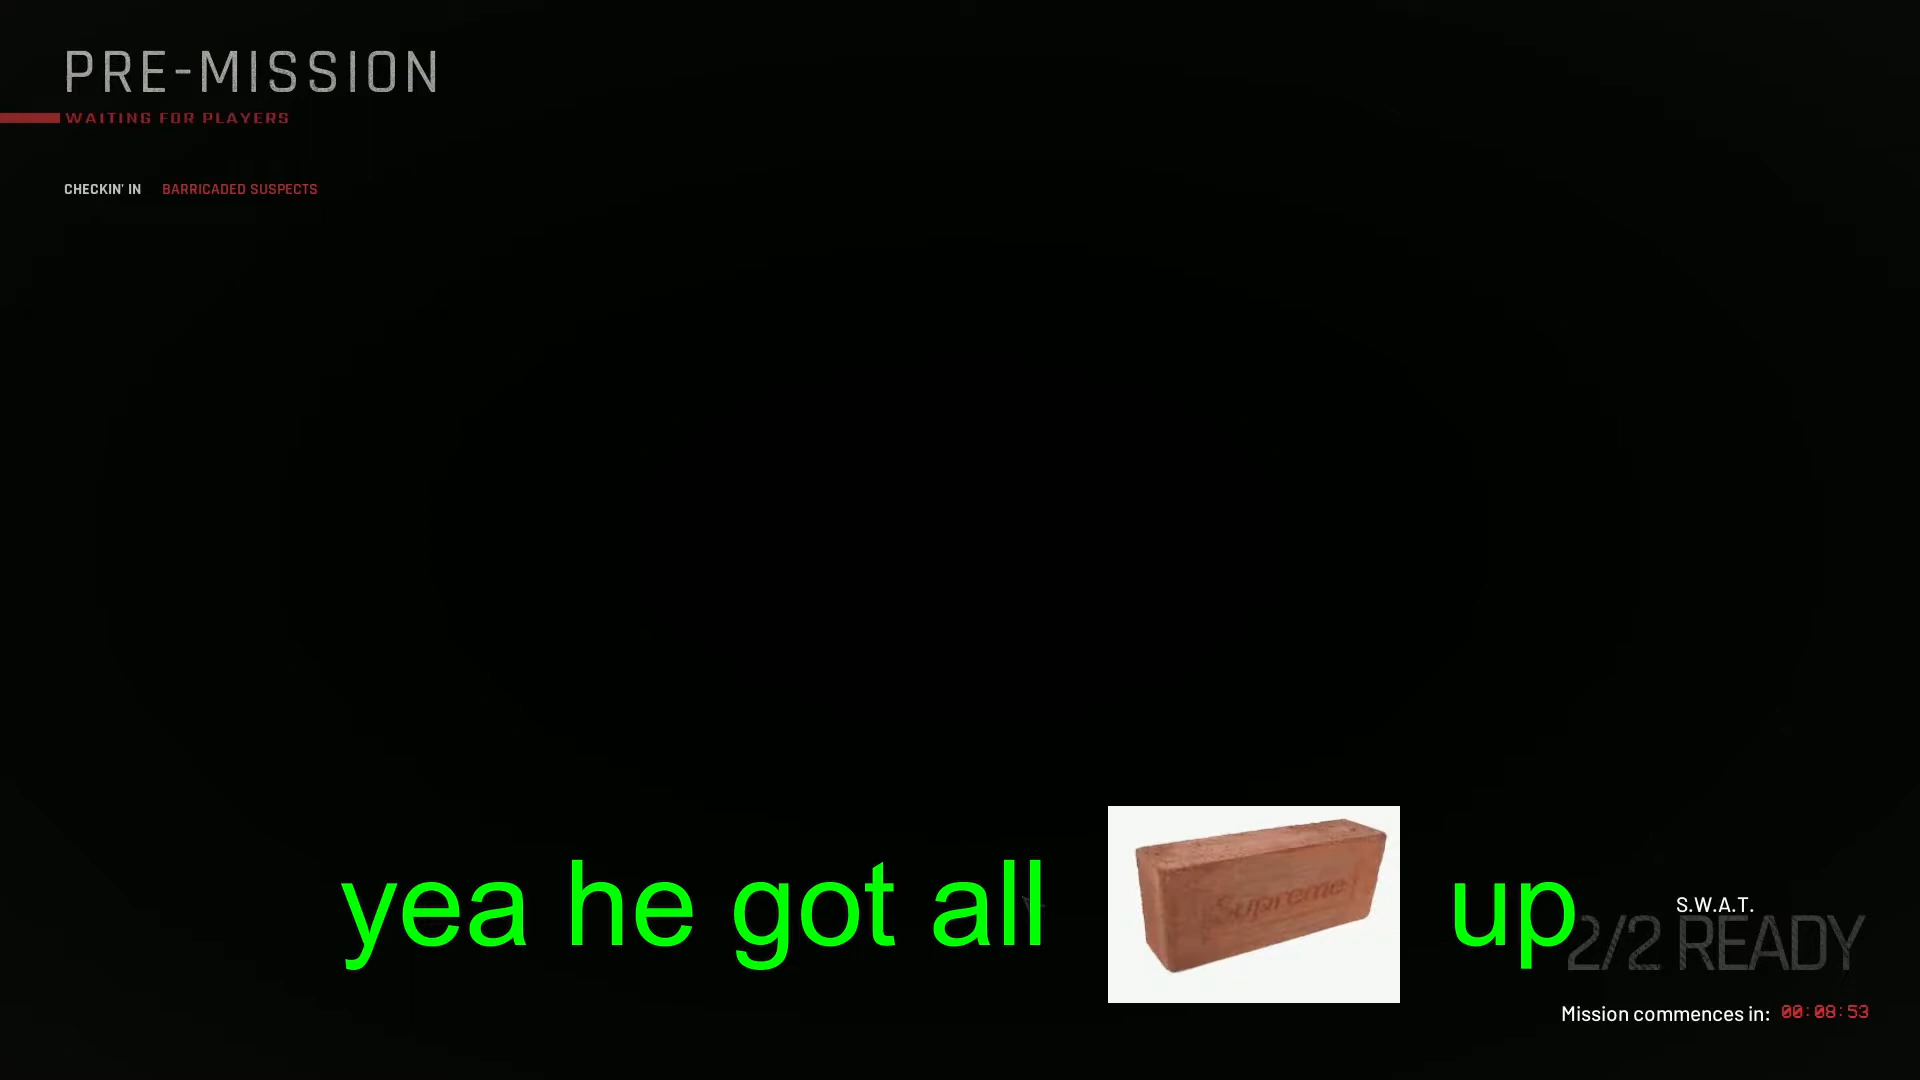 PRE-MISSION
WAITING FOR PLAYERS
CHECKIN' IN BARRICADED SUSPECTS
yea he got all Supreme up
S.W.A.T.
2/2 READY
Mission commences in: 00:08:53